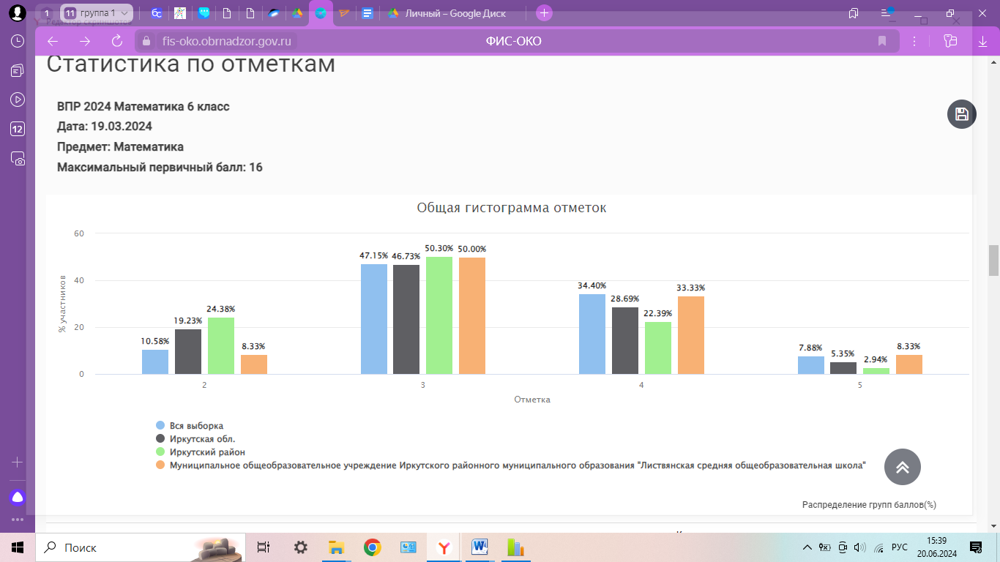 1
11 группа 1
Личный – Google Диск
fis-oko.obrnadzor.gov.ru
ФИС-ОКО
12
Статистика по отметкам
ВПР 2024 Математика 6 класс
Дата: 19.03.2024
Предмет: Математика
Максимальный первичный балл: 16
Общая гистограмма отметок
% участников
60
40
20
0
10.58% 19.23% 24.38% 8.33%
47.15% 46.73% 50.30% 50.00%
34.40% 28.69% 22.39% 33.33%
7.88% 5.35% 2.94% 8.33%
2 3 4 5
Отметка
Вся выборка
Иркутская обл.
Иркутский район
Муниципальное общеобразовательное учреждение Иркутского районного муниципального образования "Листвянская средняя общеобразовательная школа"
Распределение групп баллов(%)
Поиск
РУС
15:39
20.06.2024